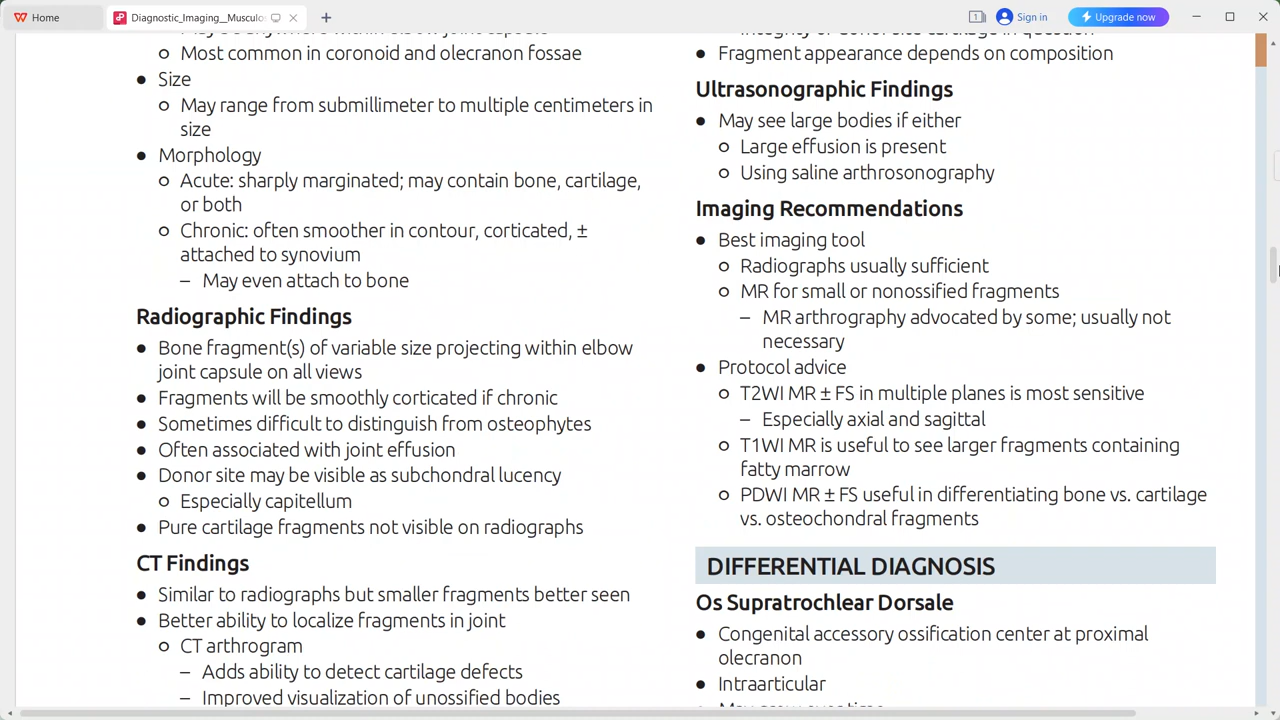 Home
Diagnostic_Imaging__Musculo
Sign in
Upgrade now
● Most common in coronoid and olecranon fossae
● Size
○ May range from submillimeter to multiple centimeters in
size
● Morphology
○ Acute: sharply marginated; may contain bone, cartilage,
or both
○ Chronic: often smoother in contour, corticated, ±
attached to synovium
– May even attach to bone
Radiographic Findings
● Bone fragment(s) of variable size projecting within elbow
joint capsule on all views
● Fragments will be smoothly corticated if chronic
● Sometimes difficult to distinguish from osteophytes
● Often associated with joint effusion
● Donor site may be visible as subchondral lucency
○ Especially capitellum
● Pure cartilage fragments not visible on radiographs
CT Findings
● Similar to radiographs but smaller fragments better seen
● Better ability to localize fragments in joint
○ CT arthrogram
– Adds ability to detect cartilage defects
– Improved visualization of unossified bodies
● Fragment appearance depends on composition
Ultrasonographic Findings
● May see large bodies if either
○ Large effusion is present
○ Using saline arthrosonography
Imaging Recommendations
● Best imaging tool
○ Radiographs usually sufficient
○ MR for small or nonossified fragments
– MR arthrography advocated by some; usually not
necessary
● Protocol advice
○ T2WI MR ± FS in multiple planes is most sensitive
– Especially axial and sagittal
○ T1WI MR is useful to see larger fragments containing
fatty marrow
○ PDWI MR ± FS useful in differentiating bone vs. cartilage
vs. osteochondral fragments
DIFFERENTIAL DIAGNOSIS
Os Supratrochlear Dorsale
● Congenital accessory ossification center at proximal
olecranon
● Intraarticular